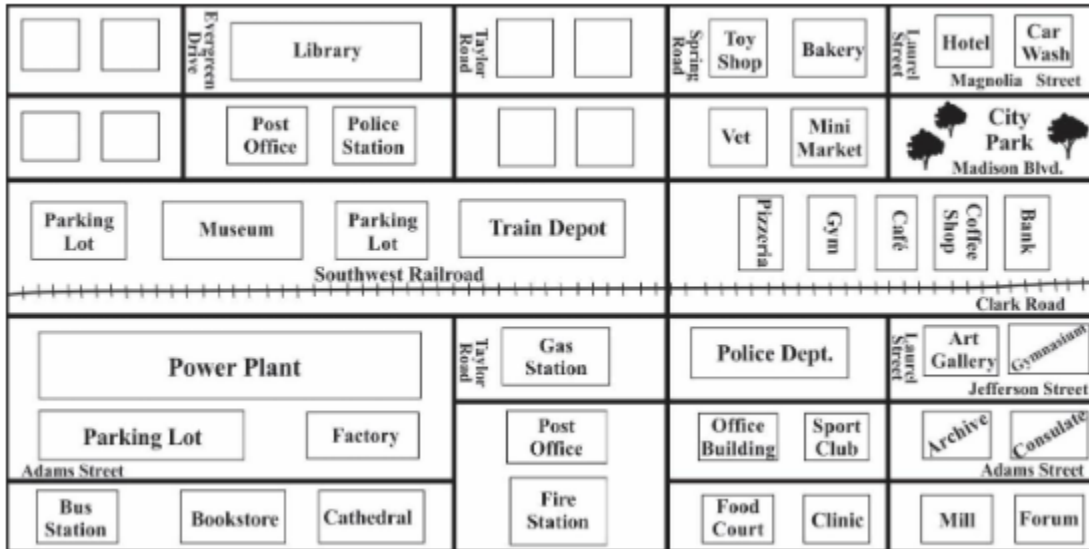 Evergreen
Drive
Library
Taylor
Road
Spring
Road
Toy
Shop
Bakery
Laurel
Street
Hotel
Car
Wash
Magnolia Street
Post
Office
Police
Station
Vet
Mini
Market
City
Park
Madison Blvd.
Parking
Lot
Museum
Parking
Lot
Train Depot
Pizzeria
Gym
Café
Coffee
Shop
Bank
Southwest Railroad
Clark Road
Power Plant
Taylor
Road
Gas
Station
Police Dept.
Laurel
Street
Art
Gallery
Gymnasium
Jefferson Street
Parking Lot
Factory
Post
Office
Office
Building
Sport
Club
Archive
Consulate
Adams Street
Adams Street
Bus
Station
Bookstore
Cathedral
Fire
Station
Food
Court
Clinic
Mill
Forum